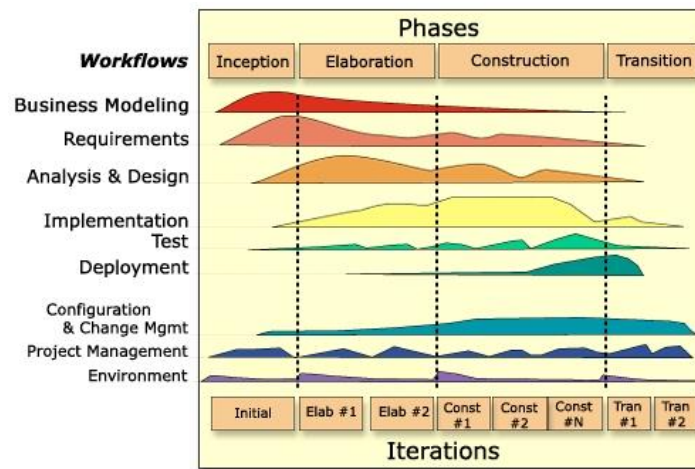 Phases
Workflows
Inception
Elaboration
Construction
Transition
Business Modeling
Requirements
Analysis & Design
Implementation
Test
Deployment
Configuration
& Change Mgmt
Project Management
Environment
Initial
Elab #1
Elab #2
Const
#1
Const
#2
Const
#N
Tran
#1
Tran
#2
Iterations